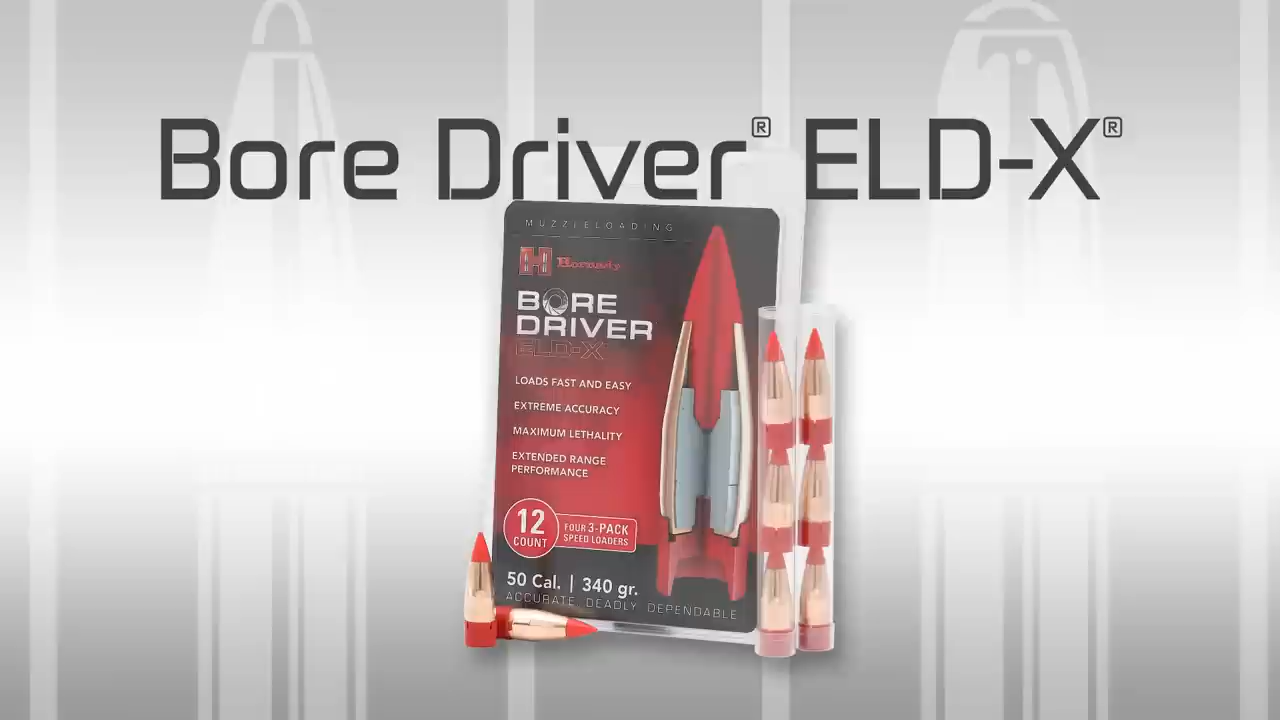 Bore Driver® ELD-X®
MUZZLELOADING
H Hornady
BORE
DRIVER
ELD-X
LOADS FAST AND EASY
EXTREME ACCURACY
MAXIMUM LETHALITY
EXTENDED RANGE
PERFORMANCE
12
COUNT
FOUR 3-PACK
SPEED LOADERS
50 Cal. | 340 gr.
ACCURATE. DEADLY. DEPENDABLE